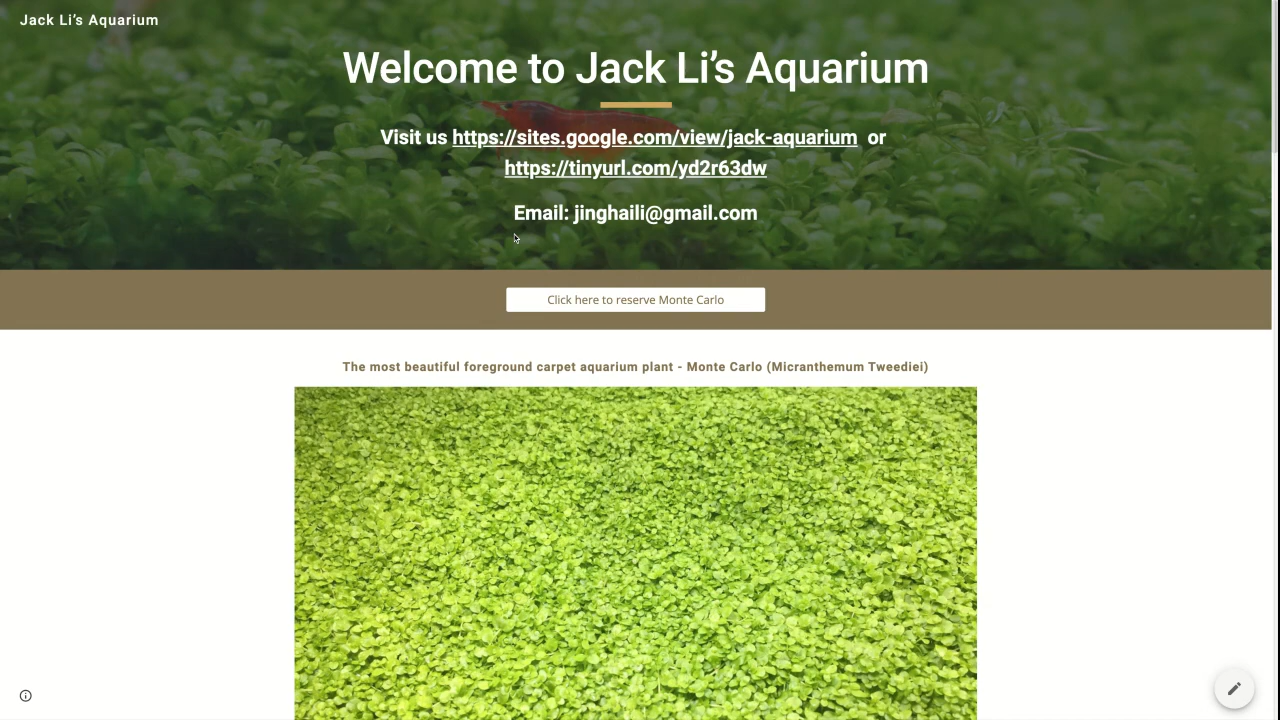 Jack Li’s Aquarium
Welcome to Jack Li’s Aquarium
Visit us https://sites.google.com/view/jack-aquarium or
https://tinyurl.com/yd2r63dw
Email: jinghaili@gmail.com
Click here to reserve Monte Carlo
The most beautiful foreground carpet aquarium plant - Monte Carlo (Micranthemum Tweediei)